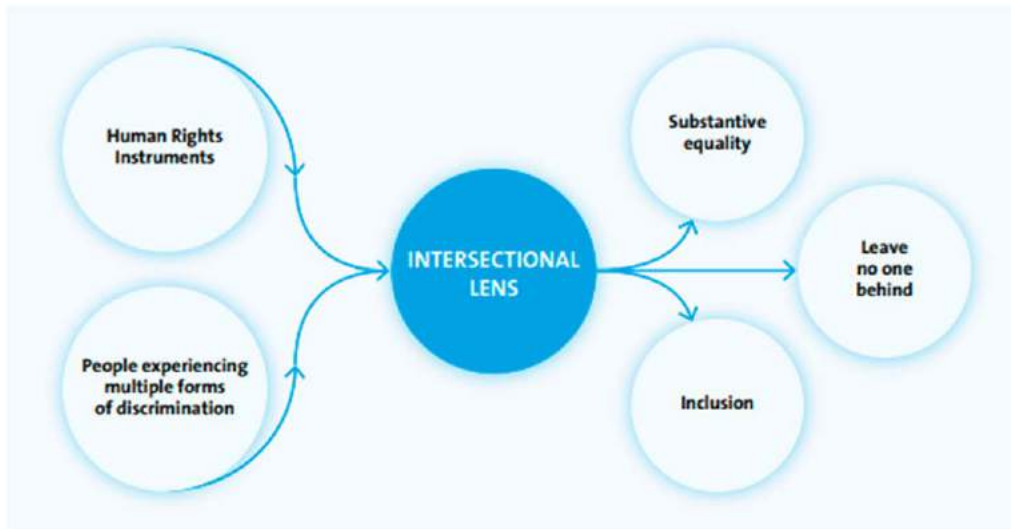 Human Rights
Instruments
People experiencing
multiple forms
of discrimination
INTERSECTIONAL
LENS
Substantive
equality
Leave
no one
behind
Inclusion